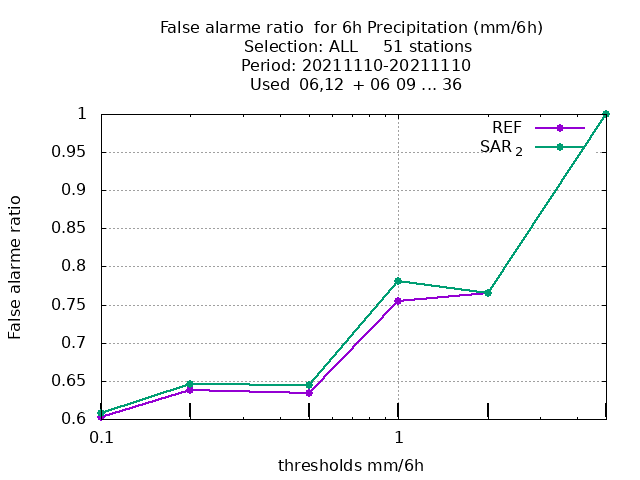 False alarme ratio  for 6h Precipitation (mm/6h)
Selection: ALL     51 stations
Period: 20211110-20211110
Used  06,12  + 06 09 ... 36
REF
SAR 2
1
0.95
0.9
0.85
0.8
0.75
0.7
0.65
0.6
False alarme ratio
0.1
1
thresholds mm/6h